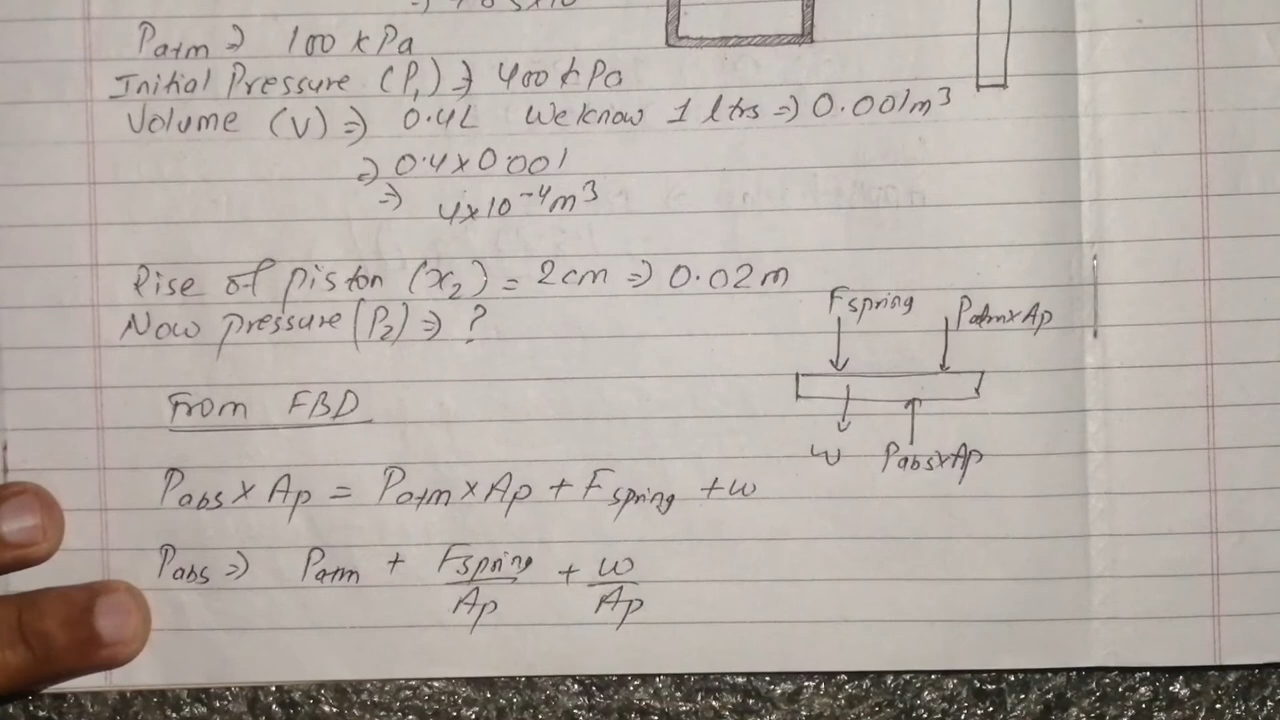 Patm ⇒ 100 kPa
Initial Pressure (P₁) ⇒ 400 kPa
Volume (V) ⇒ 0.4L We know 1 ltrs ⇒ 0.001m³
⇒ 0.4 x 0.001
⇒ 4x10⁻⁴m³
Rise of piston (x₂) = 2cm ⇒ 0.02m
Now pressure (P₂) ⇒ ?
Fspring
Patm x Ap
From FBD
w
Pabs x Ap
Pabs x Ap = Patm x Ap + Fspring + w
Pabs ⇒ Patm + Fspring/Ap + w/Ap